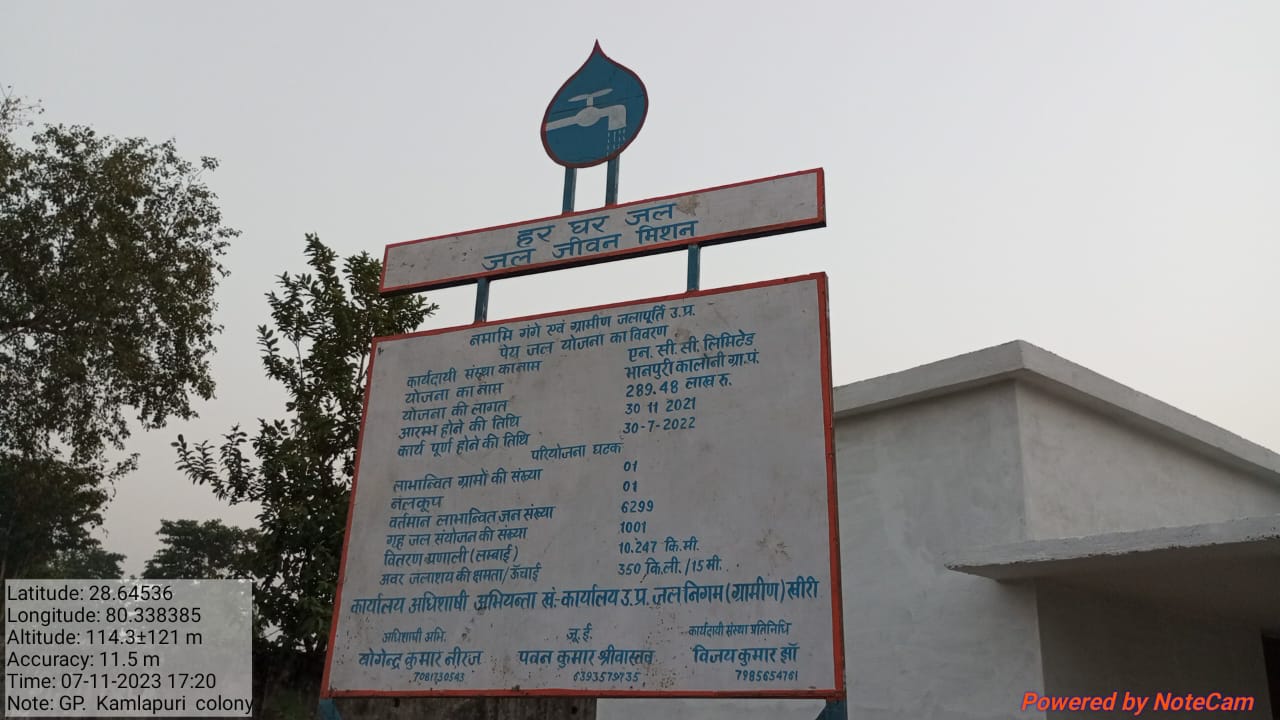 हर घर जल
जल जीवन मिशन
नमामि गंगे एवं ग्रामीण जलापूर्ति उ.प्र.
पेय जल योजना का विवरण
कार्यदायी संस्था का नाम एन. सी. सी. लिमिटेड
योजना का नाम भानपुरी कालोनी ग्रा.पं.
योजना की लागत 289.48 लाख रु.
आरम्भ होने की तिथि 30 11 2021
कार्य पूर्ण होने की तिथि 30-7-2022
परियोजना घटक
लाभान्वित ग्रामों की संख्या 01
नलकूप 01
वर्तमान लाभान्वित जन संख्या 6299
गृह जल संयोजन की संख्या 1001
वितरण प्रणाली (लम्बाई) 10.247 कि.मी.
अवर जलाशय की क्षमता/ऊँचाई 350 कि.ली./15 मी.
कार्यालय अधिशाषी अभियन्ता खं.-कार्यालय उ.प्र. जल निगम (ग्रामीण) खीरी
अधिशाषी अभि. जू.ई. कार्यदायी संस्था प्रतिनिधि
योगेन्द्र कुमार नीरज पवन कुमार श्रीवास्तव विजय कुमार झॉ
7081730543 6393579735 7985654761
Latitude: 28.64536
Longitude: 80.338385
Altitude: 114.3±121 m
Accuracy: 11.5 m
Time: 07-11-2023 17:20
Note: GP. Kamlapuri colony
Powered by NoteCam